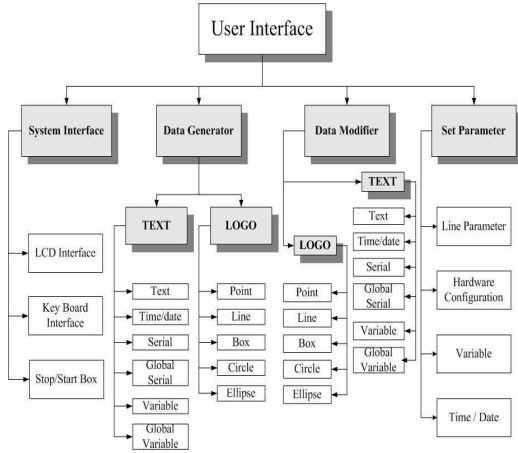 User Interface
System Interface
Data Generator
Data Modifier
Set Parameter
LCD Interface
Key Board
Interface
Stop/Start Box
TEXT
Text
Time/date
Serial
Global
Serial
Variable
Global
Variable
LOGO
Point
Line
Box
Circle
Ellipse
LOGO
Point
Line
Box
Circle
Ellipse
TEXT
Text
Time/date
Serial
Global
Serial
Variable
Global
Variable
Line Parameter
Hardware
Configuration
Variable
Time / Date